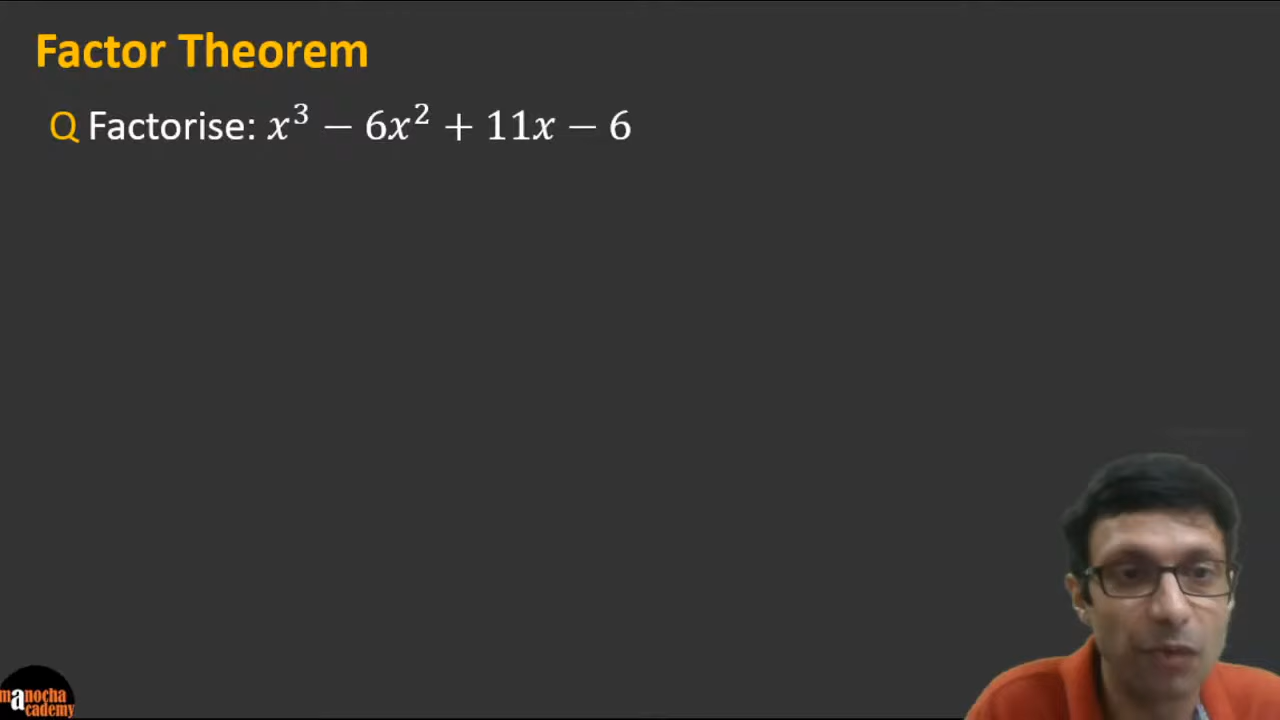 Factor Theorem
Q Factorise: x³ − 6x² + 11x − 6
manocha
academy